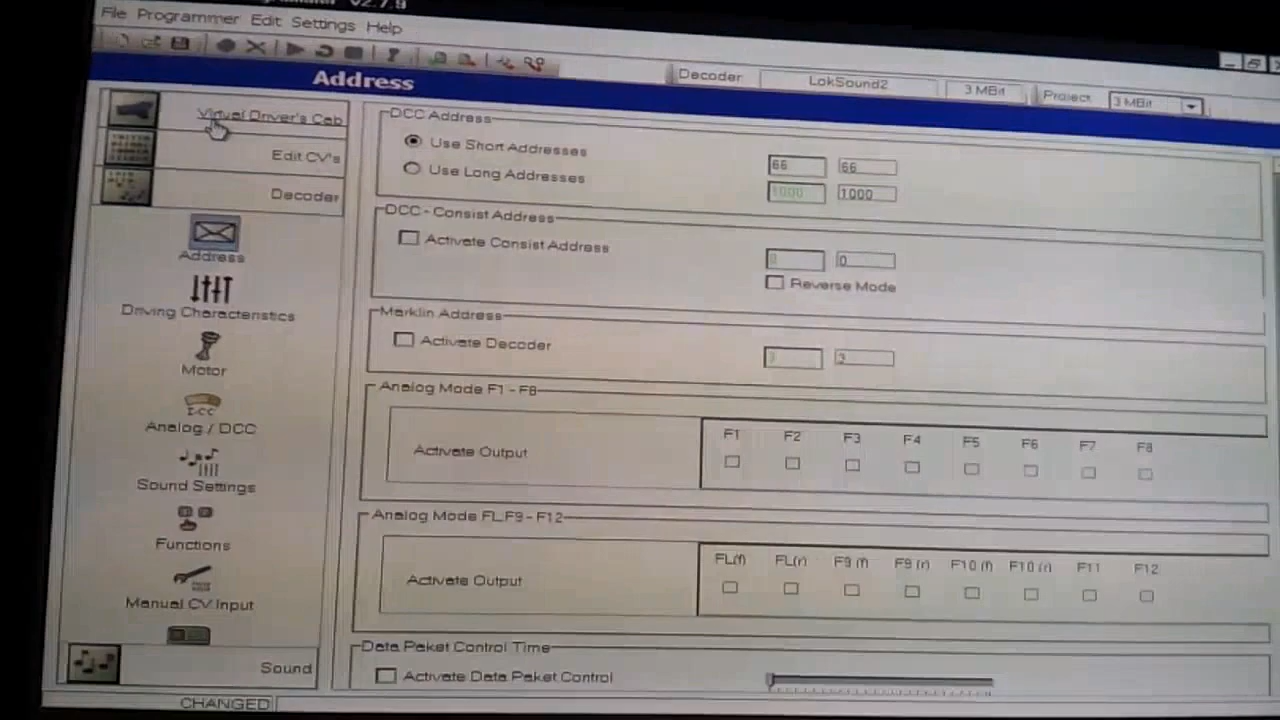 V2.7.9
File Programmer Edit Settings Help
Address
Decoder LokSound2 3 MBit Project 3 MBit
Virtual Driver's Cab
Edit CV's
Decoder
Address
Driving Characteristics
Motor
DCC
Analog / DCC
Sound Settings
Functions
Manual CV Input
Sound
CHANGED
DCC Address
Use Short Addresses 66 66
Use Long Addresses 1000 1000
DCC - Consist Address
Activate Consist Address 0 0
Reverse Mode
Marklin Address
Activate Decoder 3 3
Analog Mode F1 - F8
F1 F2 F3 F4 F5 F6 F7 F8
Activate Output
Analog Mode FL,F9 - F12
FL(f) FL(r) F9 (f) F9 (r) F10 (f) F10 (r) F11 F12
Activate Output
Data Paket Control Time
Activate Data Paket Control